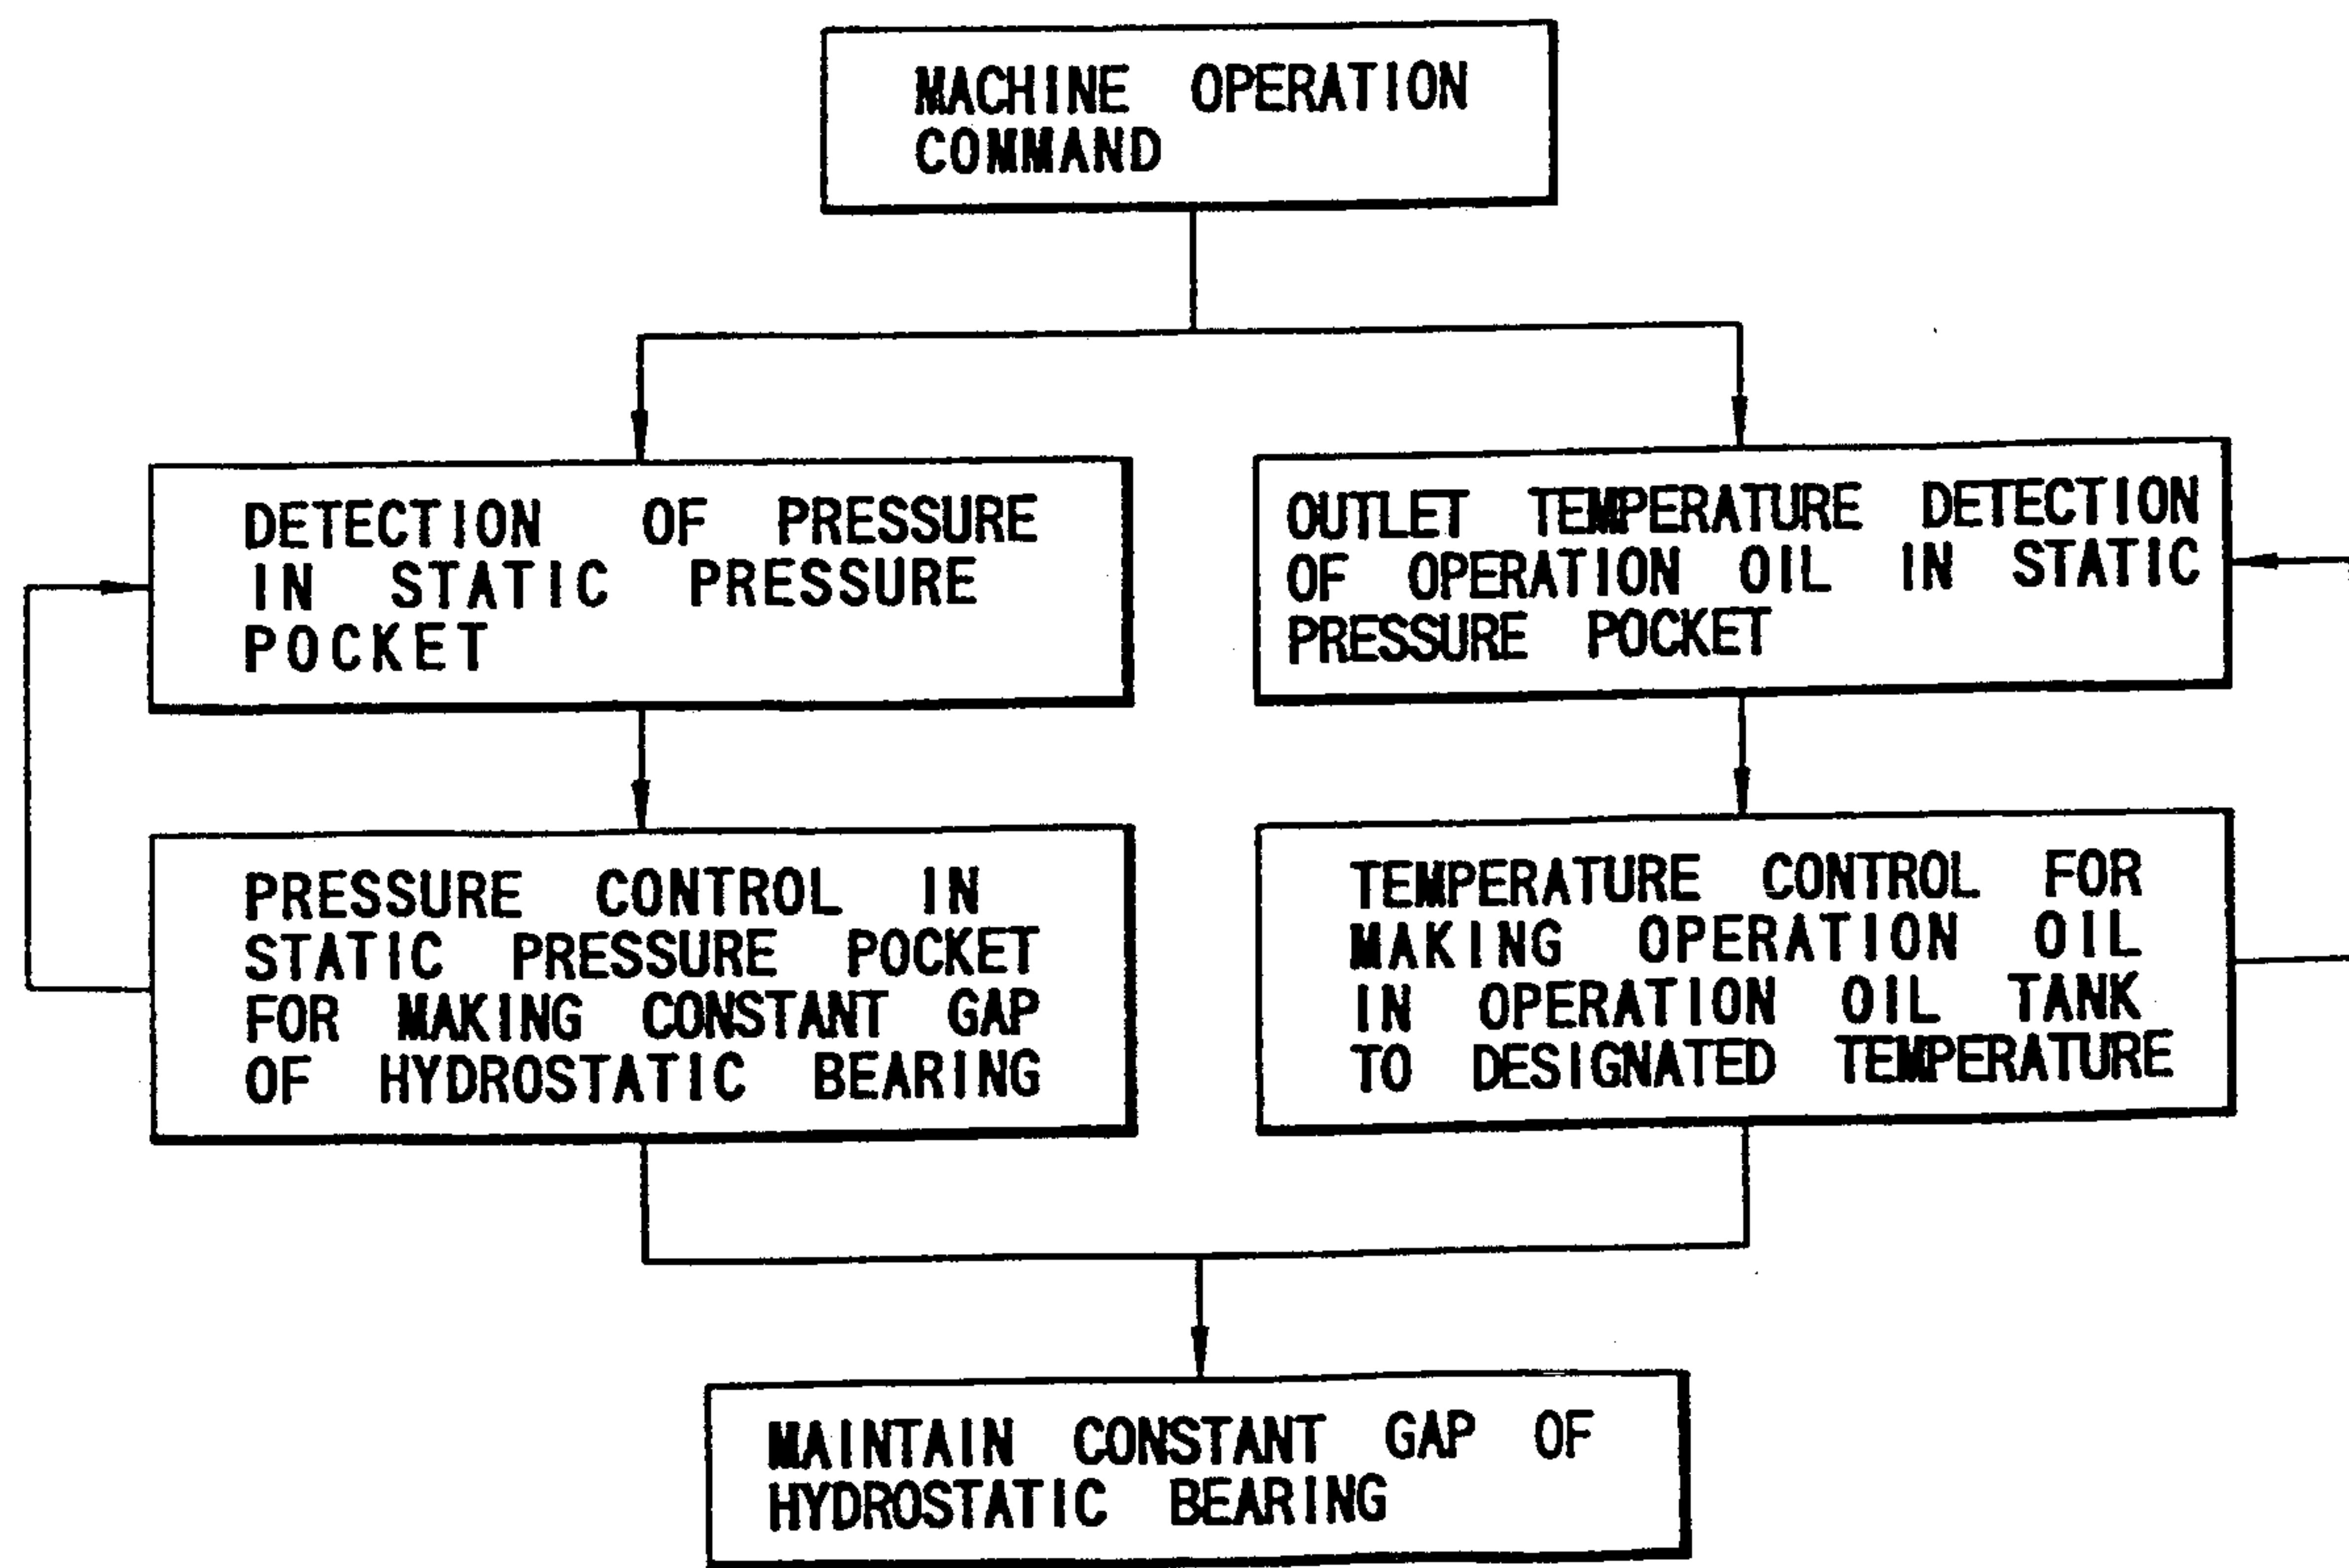 MACHINE OPERATION
COMMAND
DETECTION OF PRESSURE
IN STATIC PRESSURE
POCKET
OUTLET TEMPERATURE DETECTION
OF OPERATION OIL IN STATIC
PRESSURE POCKET
PRESSURE CONTROL IN
STATIC PRESSURE POCKET
FOR MAKING CONSTANT GAP
OF HYDROSTATIC BEARING
TEMPERATURE CONTROL FOR
MAKING OPERATION OIL
IN OPERATION OIL TANK
TO DESIGNATED TEMPERATURE
MAINTAIN CONSTANT GAP OF
HYDROSTATIC BEARING